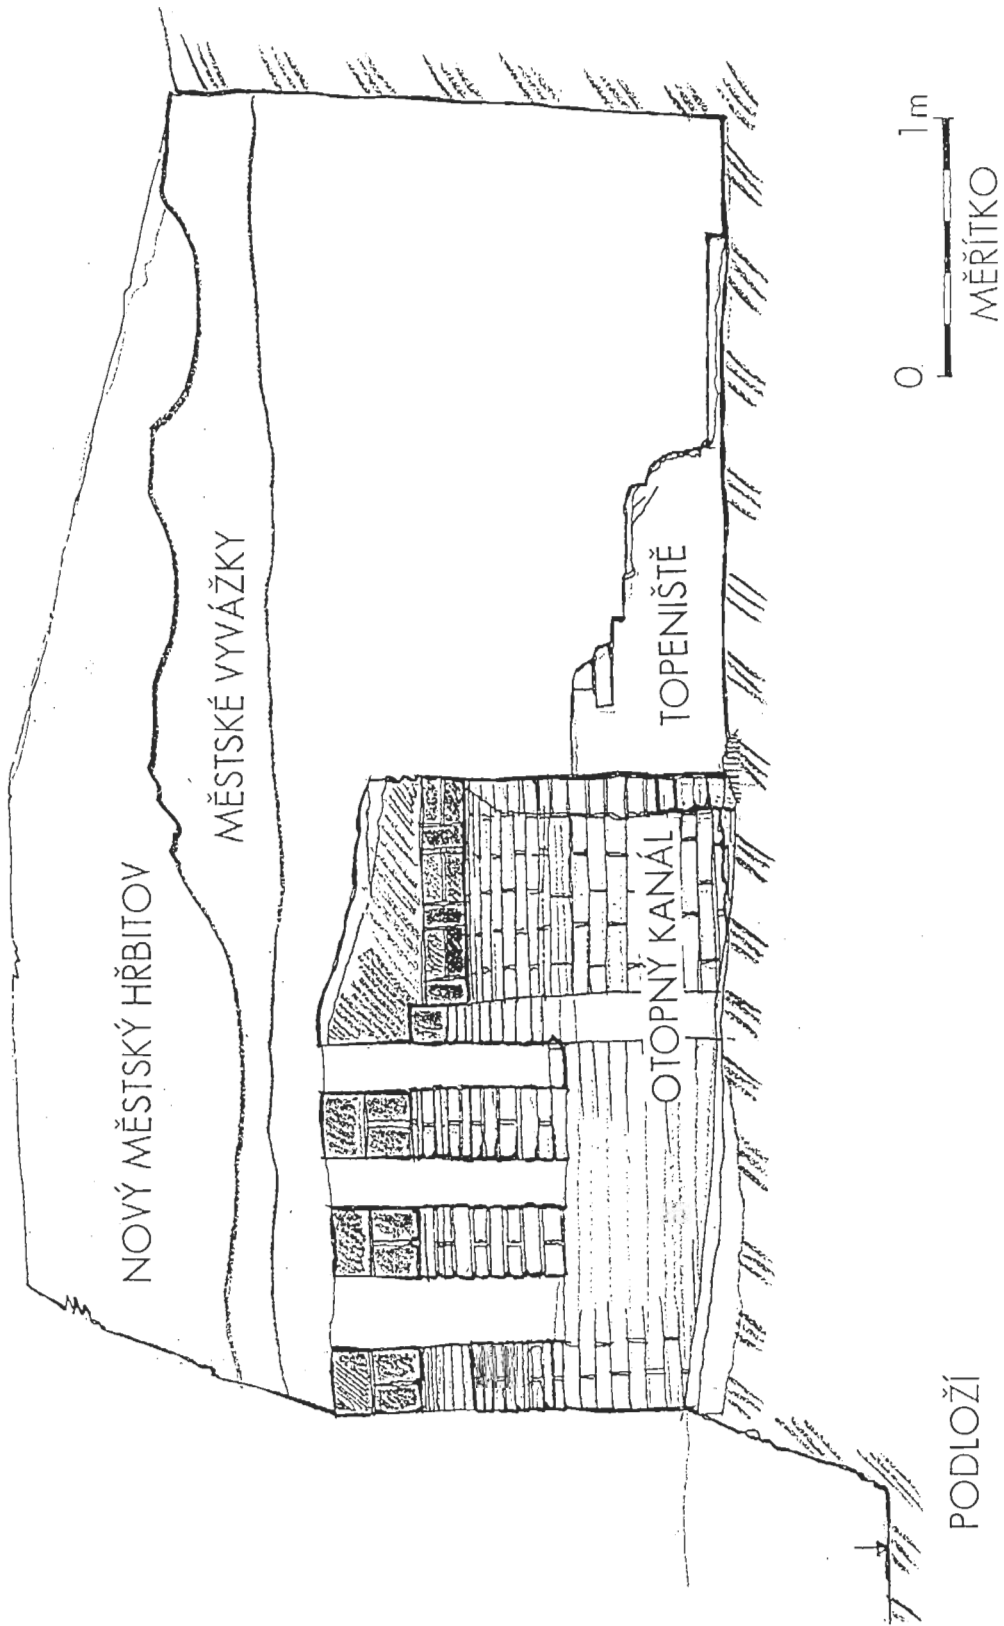 NOVÝ MĚSTSKÝ HŘBITOV
MĚSTSKÉ VYVÁŽKY
OTOPNÝ KANÁL
TOPENIŠTĚ
PODLOŽÍ
0
1m
MĚŘÍTKO